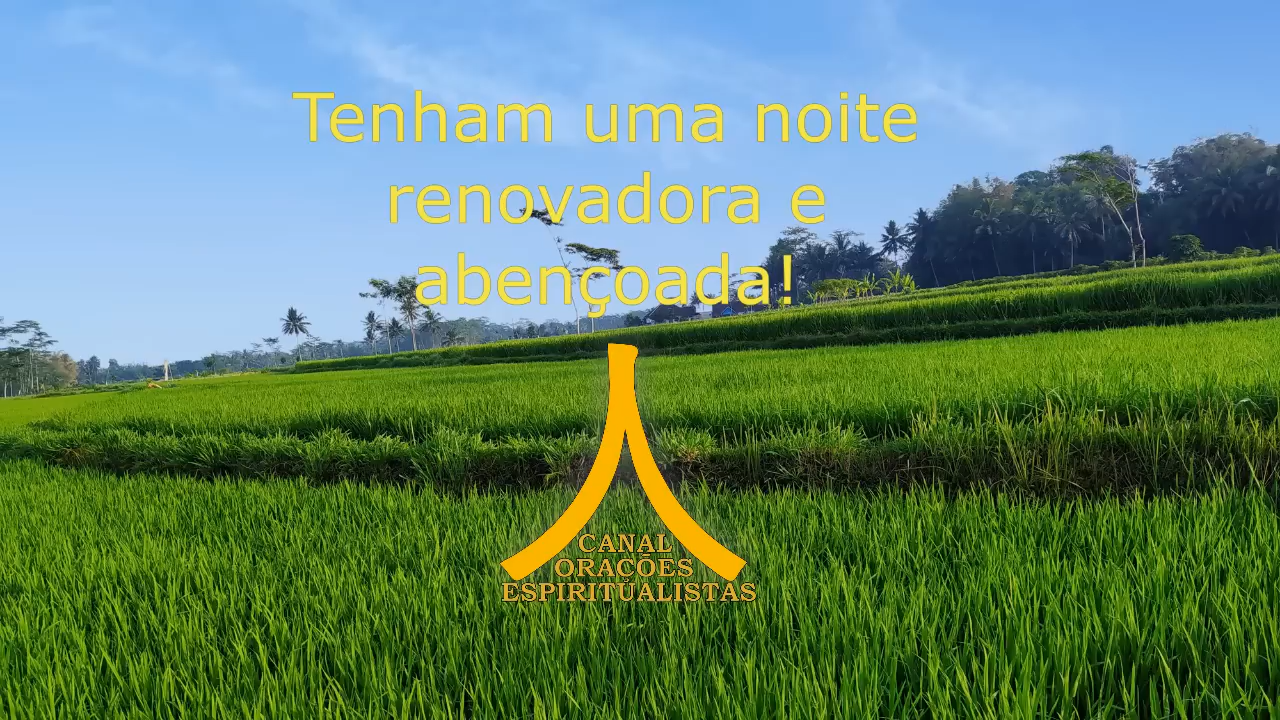 Tenham uma noite
renovadora e
abençoada!
CANAL
ORAÇÕES
ESPIRITUALISTAS